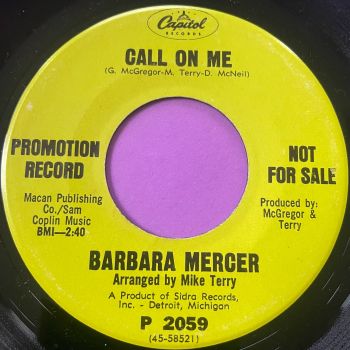 Capitol
RECORDS
CALL ON ME
(G. McGregor-M. Terry-D. McNeil)
PROMOTION
RECORD
NOT
FOR SALE
Macan Publishing
Co./Sam
Coplin Music
BMI—2:40
Produced by:
McGregor &
Terry
BARBARA MERCER
Arranged by Mike Terry
A Product of Sidra Records,
Inc. - Detroit, Michigan
P 2059
(45-58521)